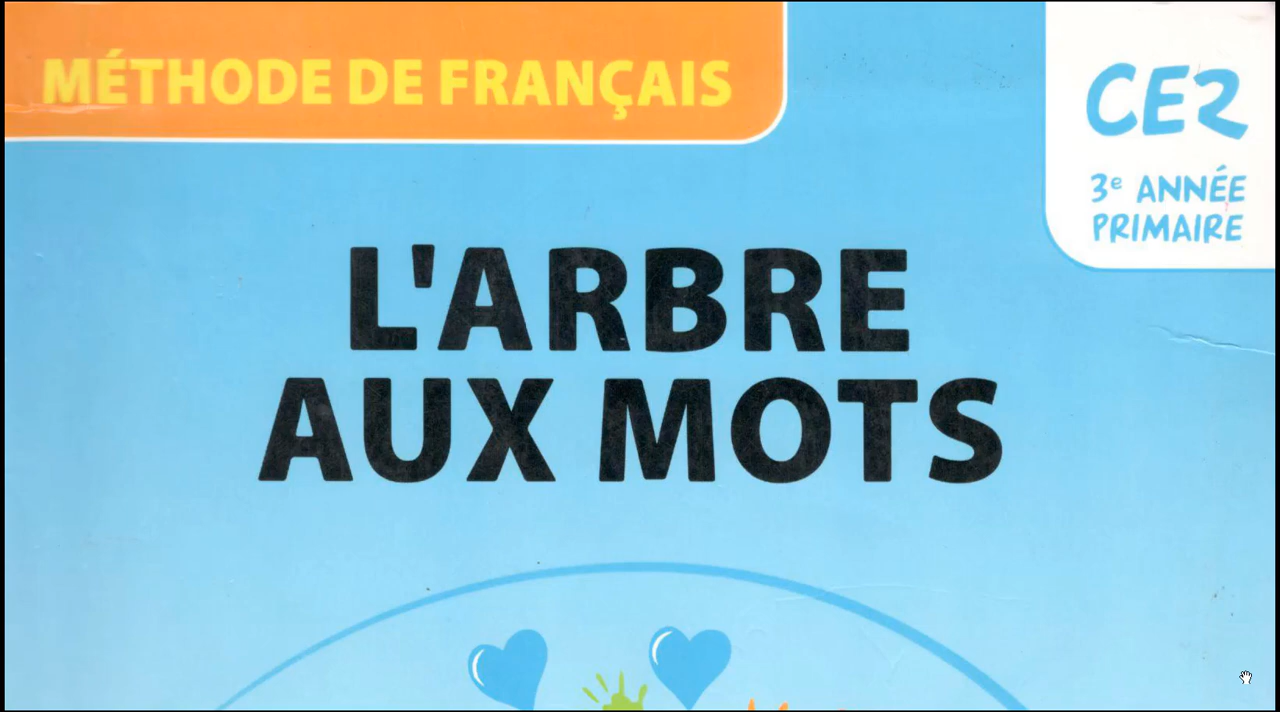 MÉTHODE DE FRANÇAIS
CE2
3e ANNÉE
PRIMAIRE
L'ARBRE
AUX MOTS